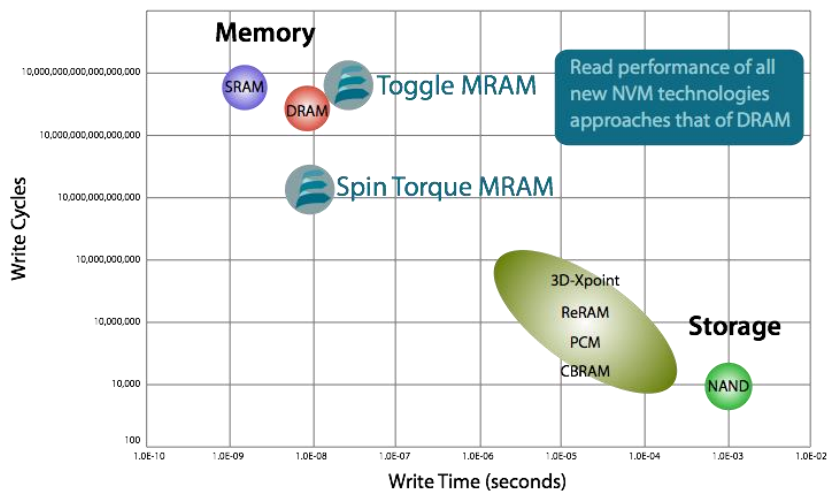 Memory
Storage
Read performance of all
new NVM technologies
approaches that of DRAM
SRAM
DRAM
Toggle MRAM
Spin Torque MRAM
3D-Xpoint
ReRAM
PCM
CBRAM
NAND
Write Cycles
10,000,000,000,000,000,000
10,000,000,000,000,000
10,000,000,000,000
10,000,000,000
10,000,000
10,000
100
1.0E-10 1.0E-09 1.0E-08 1.0E-07 1.0E-06 1.0E-05 1.0E-04 1.0E-03 1.0E-02
Write Time (seconds)